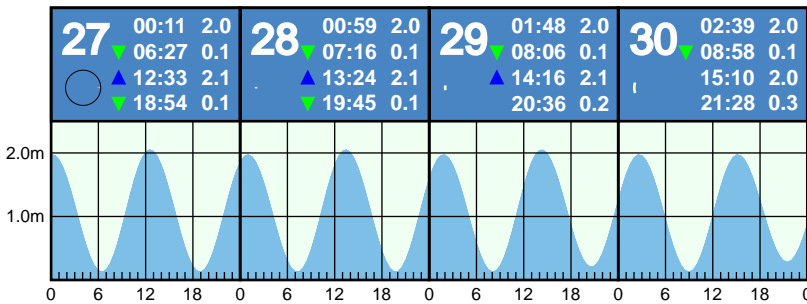 27 00:11 2.0 28 00:59 2.0 29 01:48 2.0 30 02:39 2.0
▼ 06:27 0.1 ▼ 07:16 0.1 ▼ 08:06 0.1 ▼ 08:58 0.1
▲ 12:33 2.1 ▲ 13:24 2.1 ▲ 14:16 2.1 15:10 2.0
▼ 18:54 0.1 ▼ 19:45 0.1 20:36 0.2 21:28 0.3
2.0m
1.0m
0 6 12 18 0 6 12 18 0 6 12 18 0 6 12 18 0